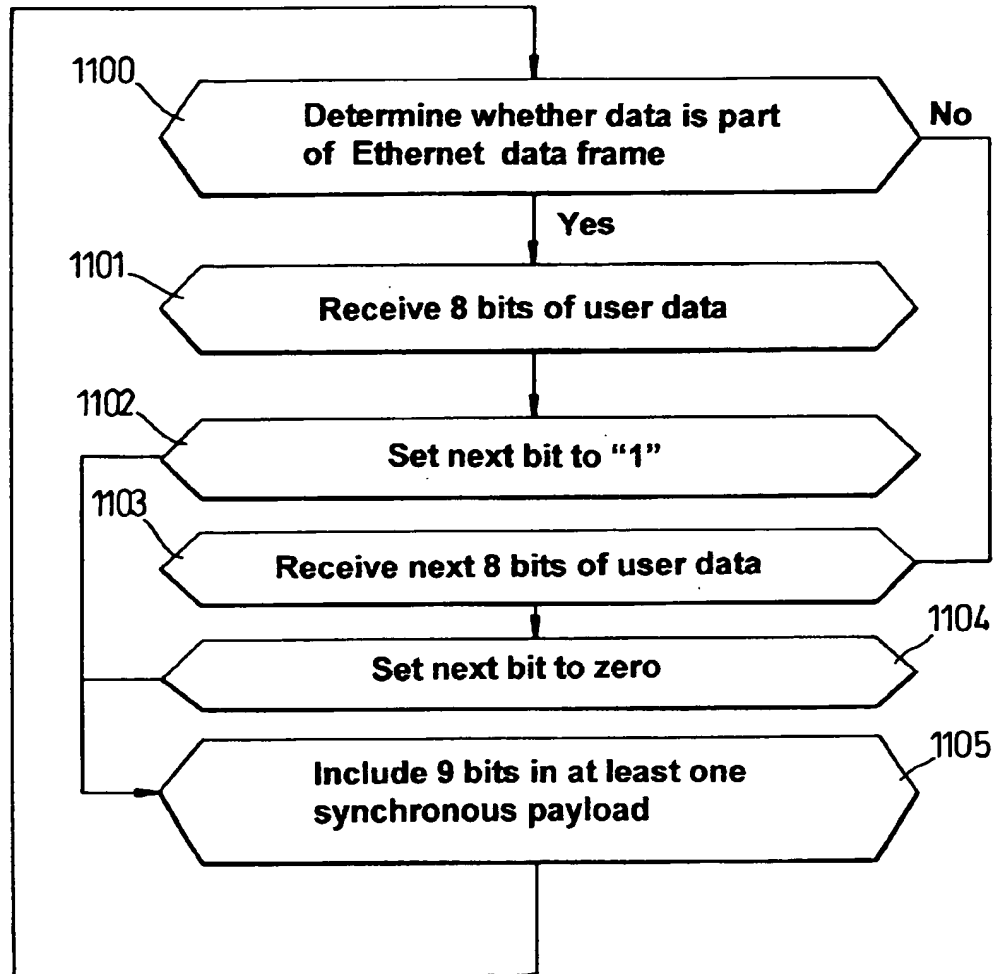 1100
Determine whether data is part
of Ethernet data frame
No
Yes
1101
Receive 8 bits of user data
1102
Set next bit to “1”
1103
Receive next 8 bits of user data
1104
Set next bit to zero
1105
Include 9 bits in at least one
synchronous payload